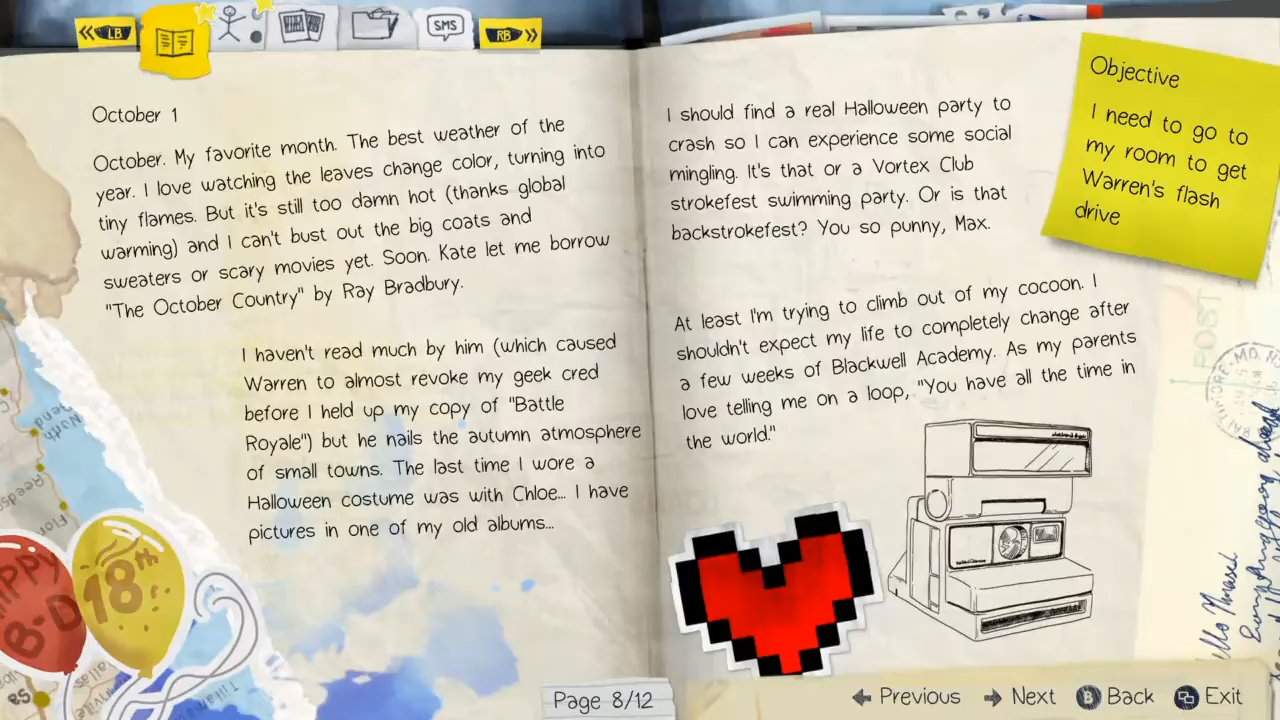 LB
SMS
RB
October 1
October. My favorite month. The best weather of the
year. I love watching the leaves change color, turning into
tiny flames. But it's still too damn hot (thanks global
warming) and I can't bust out the big coats and
sweaters or scary movies yet. Soon. Kate let me borrow
"The October Country" by Ray Bradbury.
I haven't read much by him (which caused
Warren to almost revoke my geek cred
before I held up my copy of "Battle
Royale") but he nails the autumn atmosphere
of small towns. The last time I wore a
Halloween costume was with Chloe... I have
pictures in one of my old albums...
I should find a real Halloween party to
crash so I can experience some social
mingling. It's that or a Vortex Club
strokefest swimming party. Or is that
backstrokefest? You so punny, Max.
At least I'm trying to climb out of my cocoon. I
shouldn't expect my life to completely change after
a few weeks of Blackwell Academy. As my parents
love telling me on a loop, "You have all the time in
the world."
Objective
I need to go to
my room to get
Warren's flash
drive
POST
North
Bend
Reedsp
Flor
18th
B-D
Page 8/12
Previous
Next
B
Back
Exit